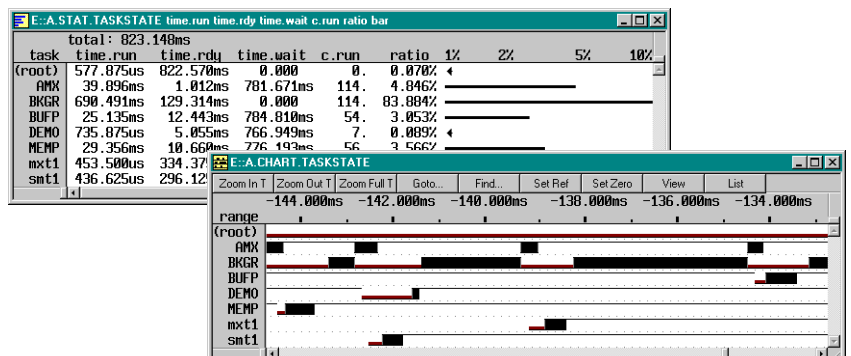 E::A.STAT.TASKSTATE time.run time.rdy time.wait c.run ratio bar
total: 823.148ms
task time.run time.rdy time.wait c.run ratio 1% 2% 5% 10%
(root) 577.875us 822.570ms 0.000 0. 0.070%
AMX 39.896ms 1.012ms 781.671ms 114. 4.846%
BKGR 690.491ms 129.314ms 0.000 114. 83.884%
BUFP 25.135ms 12.443ms 784.810ms 54. 3.053%
DEMO 735.875us 5.055ms 766.949ms 7. 0.089%
MEMP 29.356ms 10.660ms 776.193ms 56. 3.566%
mxt1 453.500us 334.375
smt1 436.625us 296.125
E::A.CHART.TASKSTATE
Zoom In T Zoom Out T Zoom Full T Goto... Find... Set Ref Set Zero View List
-144.000ms -142.000ms -140.000ms -138.000ms -136.000ms -134.000ms
range
(root)
AMX
BKGR
BUFP
DEMO
MEMP
mxt1
smt1